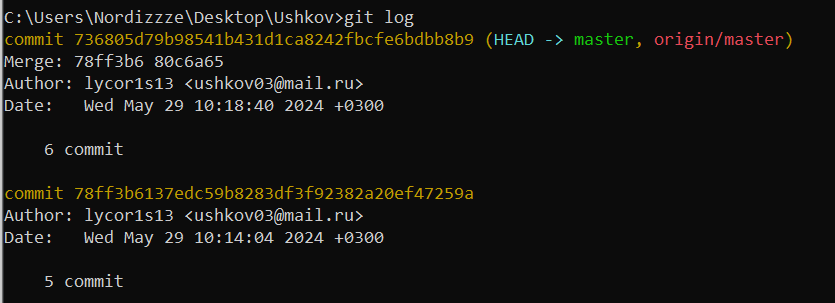 C:\Users\Nordizzze\Desktop\Ushkov>git log
commit 736805d79b98541b431d1ca8242fbcfe6bdbb8b9 (HEAD -> master, origin/master)
Merge: 78ff3b6 80c6a65
Author: lycor1s13 <ushkov03@mail.ru>
Date:   Wed May 29 10:18:40 2024 +0300
6 commit
commit 78ff3b6137edc59b8283df3f92382a20ef47259a
Author: lycor1s13 <ushkov03@mail.ru>
Date:   Wed May 29 10:14:04 2024 +0300
5 commit